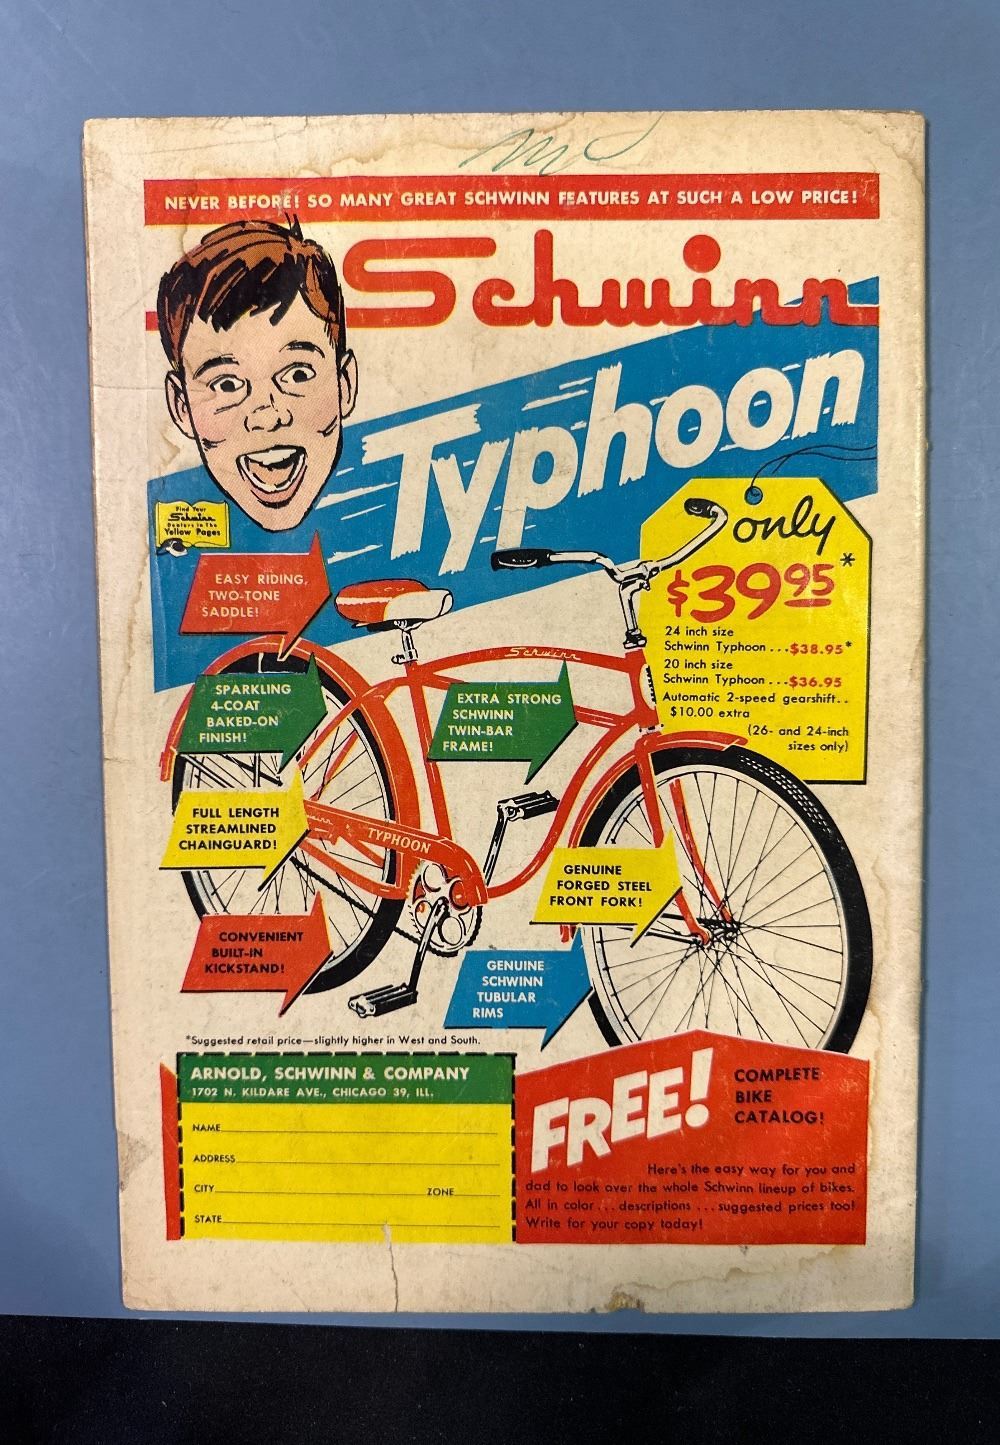 NEVER BEFORE! SO MANY GREAT SCHWINN FEATURES AT SUCH A LOW PRICE!
Schwinn
Typhoon
Find Your
Schwinn
Dealers in The
Yellow Pages
only
$39.95*
24 inch size
Schwinn Typhoon...$38.95*
20 inch size
Schwinn Typhoon...$36.95
Automatic 2-speed gearshift..
$10.00 extra
(26- and 24-inch
sizes only)
EASY RIDING,
TWO-TONE
SADDLE!
Schwinn
SPARKLING
4-COAT
BAKED-ON
FINISH!
EXTRA STRONG
SCHWINN
TWIN-BAR
FRAME!
FULL LENGTH
STREAMLINED
CHAINGUARD!
Schwinn
TYPHOON
GENUINE
FORGED STEEL
FRONT FORK!
CONVENIENT
BUILT-IN
KICKSTAND!
GENUINE
SCHWINN
TUBULAR
RIMS
*Suggested retail price—slightly higher in West and South.
ARNOLD, SCHWINN & COMPANY
1702 N. KILDARE AVE., CHICAGO 39, ILL.
NAME
ADDRESS
CITY ZONE
STATE
FREE!
COMPLETE
BIKE
CATALOG!
Here's the easy way for you and
dad to look over the whole Schwinn lineup of bikes.
All in color...descriptions...suggested prices too!
Write for your copy today!